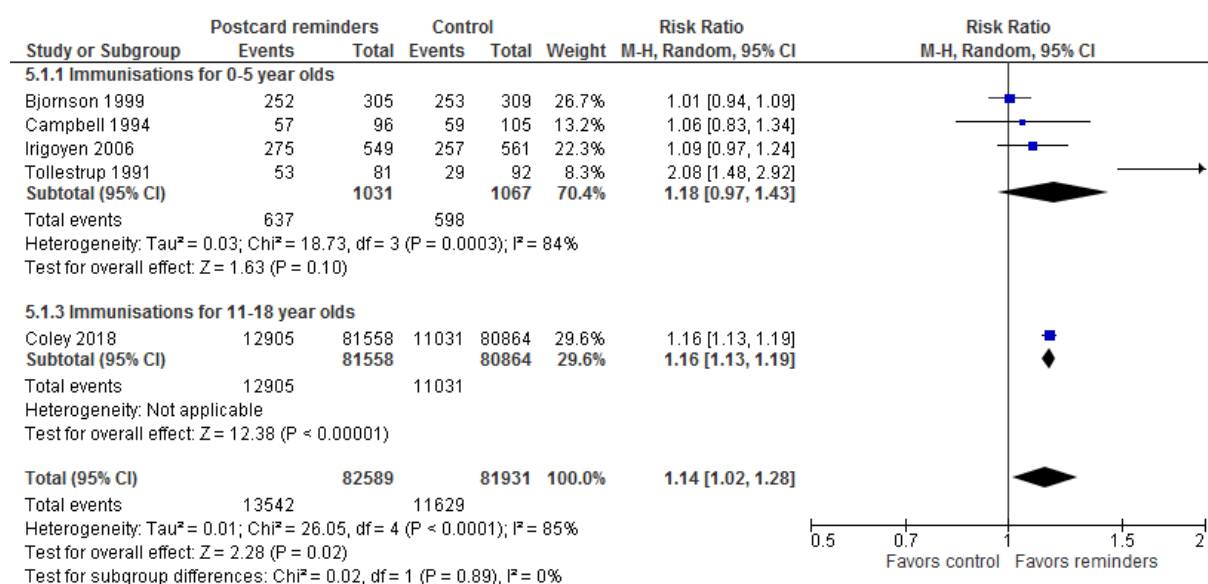 Postcard reminders Control Risk Ratio Risk Ratio
Study or Subgroup Events Total Events Total Weight M-H, Random, 95% CI M-H, Random, 95% CI
5.1.1 Immunisations for 0-5 year olds
Bjornson 1999 252 305 253 309 26.7% 1.01 [0.94, 1.09]
Campbell 1994 57 96 59 105 13.2% 1.06 [0.83, 1.34]
Irigoyen 2006 275 549 257 561 22.3% 1.09 [0.97, 1.24]
Tollestrup 1991 53 81 29 92 8.3% 2.08 [1.48, 2.92]
Subtotal (95% CI) 1031 1067 70.4% 1.18 [0.97, 1.43]
Total events 637 598
Heterogeneity: Tau² = 0.03; Chi² = 18.73, df = 3 (P = 0.0003); I² = 84%
Test for overall effect: Z = 1.63 (P = 0.10)
5.1.3 Immunisations for 11-18 year olds
Coley 2018 12905 81558 11031 80864 29.6% 1.16 [1.13, 1.19]
Subtotal (95% CI) 81558 80864 29.6% 1.16 [1.13, 1.19]
Total events 12905 11031
Heterogeneity: Not applicable
Test for overall effect: Z = 12.38 (P < 0.00001)
Total (95% CI) 82589 81931 100.0% 1.14 [1.02, 1.28]
Total events 13542 11629
Heterogeneity: Tau² = 0.01; Chi² = 26.05, df = 4 (P < 0.0001); I² = 85%
Test for overall effect: Z = 2.28 (P = 0.02)
Test for subgroup differences: Chi² = 0.02, df = 1 (P = 0.89), I² = 0%
0.5 0.7 1 1.5 2
Favors control Favors reminders